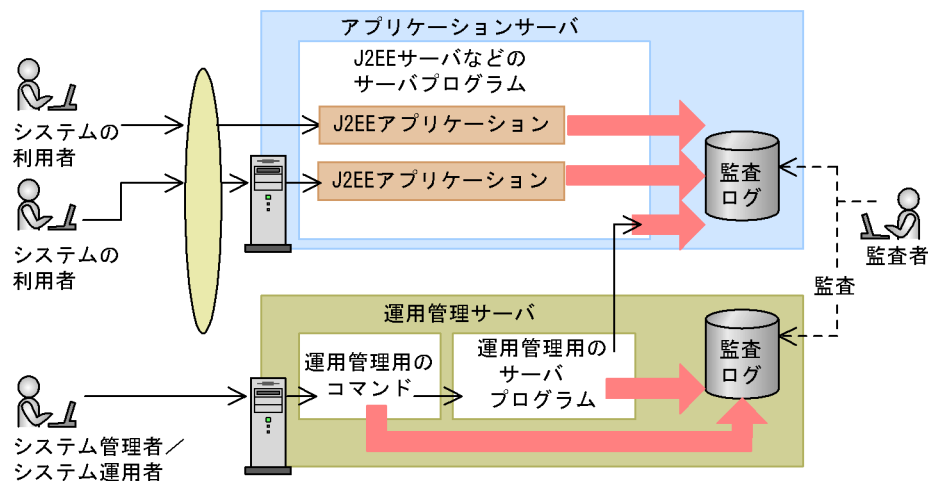 アプリケーションサーバ
J2EEサーバなどの
サーバプログラム
システムの
利用者
J2EEアプリケーション
J2EEアプリケーション
監査
ログ
システムの
利用者
監査者
監査
運用管理サーバ
運用管理用の
コマンド
運用管理用の
サーバ
プログラム
監査
ログ
システム管理者／
システム運用者